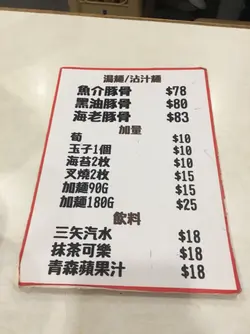 湯麵/沾汁麵
魚介豚骨 $78
黑油豚骨 $80
海老豚骨 $83
加量
筍 $10
玉子1個 $10
海苔2枚 $10
叉燒2枚 $15
加麵90G $15
加麵180G $25
飲料
三矢汽水 $18
抹茶可樂 $18
青森蘋果汁 $18